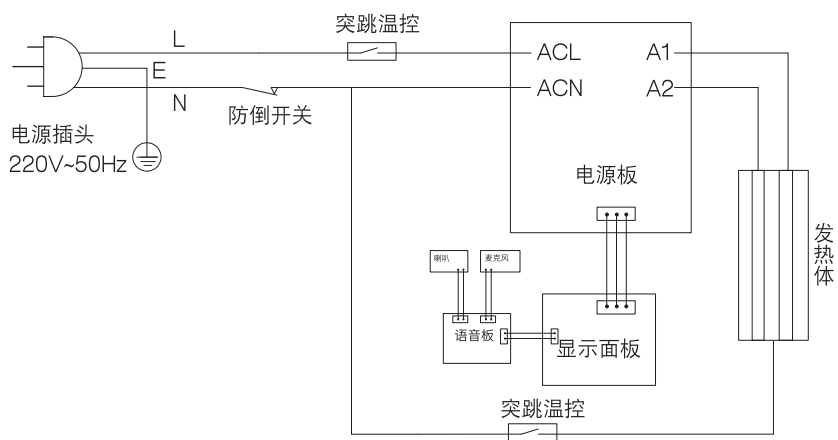 突跳温控
L
ACL
A1
E
ACN
A2
N
防倒开关
电源插头
220V~50Hz
电源板
喇叭
麦克风
发热体
语音板
显示面板
突跳温控